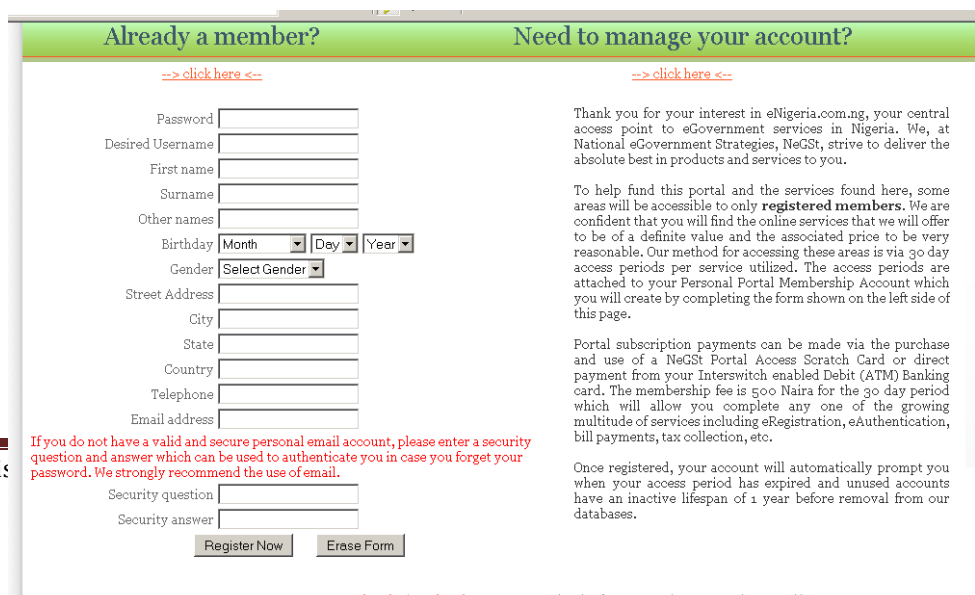 Already a member?
Need to manage your account?
--> click here <--
--> click here <--
Password
Desired Username
First name
Surname
Other names
Birthday Month Day Year
Gender Select Gender
Street Address
City
State
Country
Telephone
Email address
If you do not have a valid and secure personal email account, please enter a security
question and answer which can be used to authenticate you in case you forget your
password. We strongly recommend the use of email.
Security question
Security answer
Register Now Erase Form
Thank you for your interest in eNigeria.com.ng, your central
access point to eGovernment services in Nigeria. We, at
National eGovernment Strategies, NeGSt, strive to deliver the
absolute best in products and services to you.
To help fund this portal and the services found here, some
areas will be accessible to only registered members. We are
confident that you will find the online services that we will offer
to be of a definite value and the associated price to be very
reasonable. Our method for accessing these areas is via 30 day
access periods per service utilized. The access periods are
attached to your Personal Portal Membership Account which
you will create by completing the form shown on the left side of
this page.
Portal subscription payments can be made via the purchase
and use of a NeGSt Portal Access Scratch Card or direct
payment from your Interswitch enabled Debit (ATM) Banking
card. The membership fee is 500 Naira for the 30 day period
which will allow you complete any one of the growing
multitude of services including eRegistration, eAuthentication,
bill payments, tax collection, etc.
Once registered, your account will automatically prompt you
when your access period has expired and unused accounts
have an inactive lifespan of 1 year before removal from our
databases.